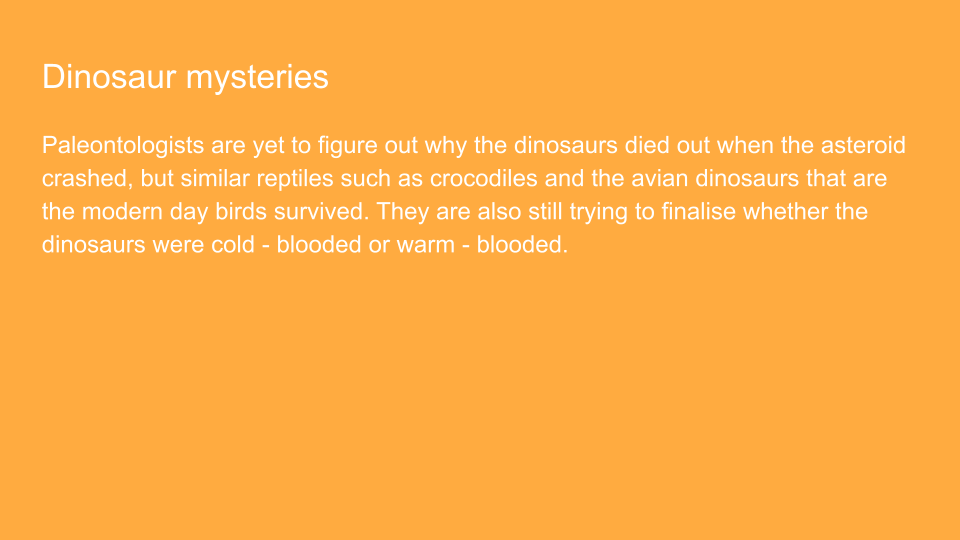 Dinosaur mysteries
Paleontologists are yet to figure out why the dinosaurs died out when the asteroid
crashed, but similar reptiles such as crocodiles and the avian dinosaurs that are
the modern day birds survived. They are also still trying to finalise whether the
dinosaurs were cold - blooded or warm - blooded.